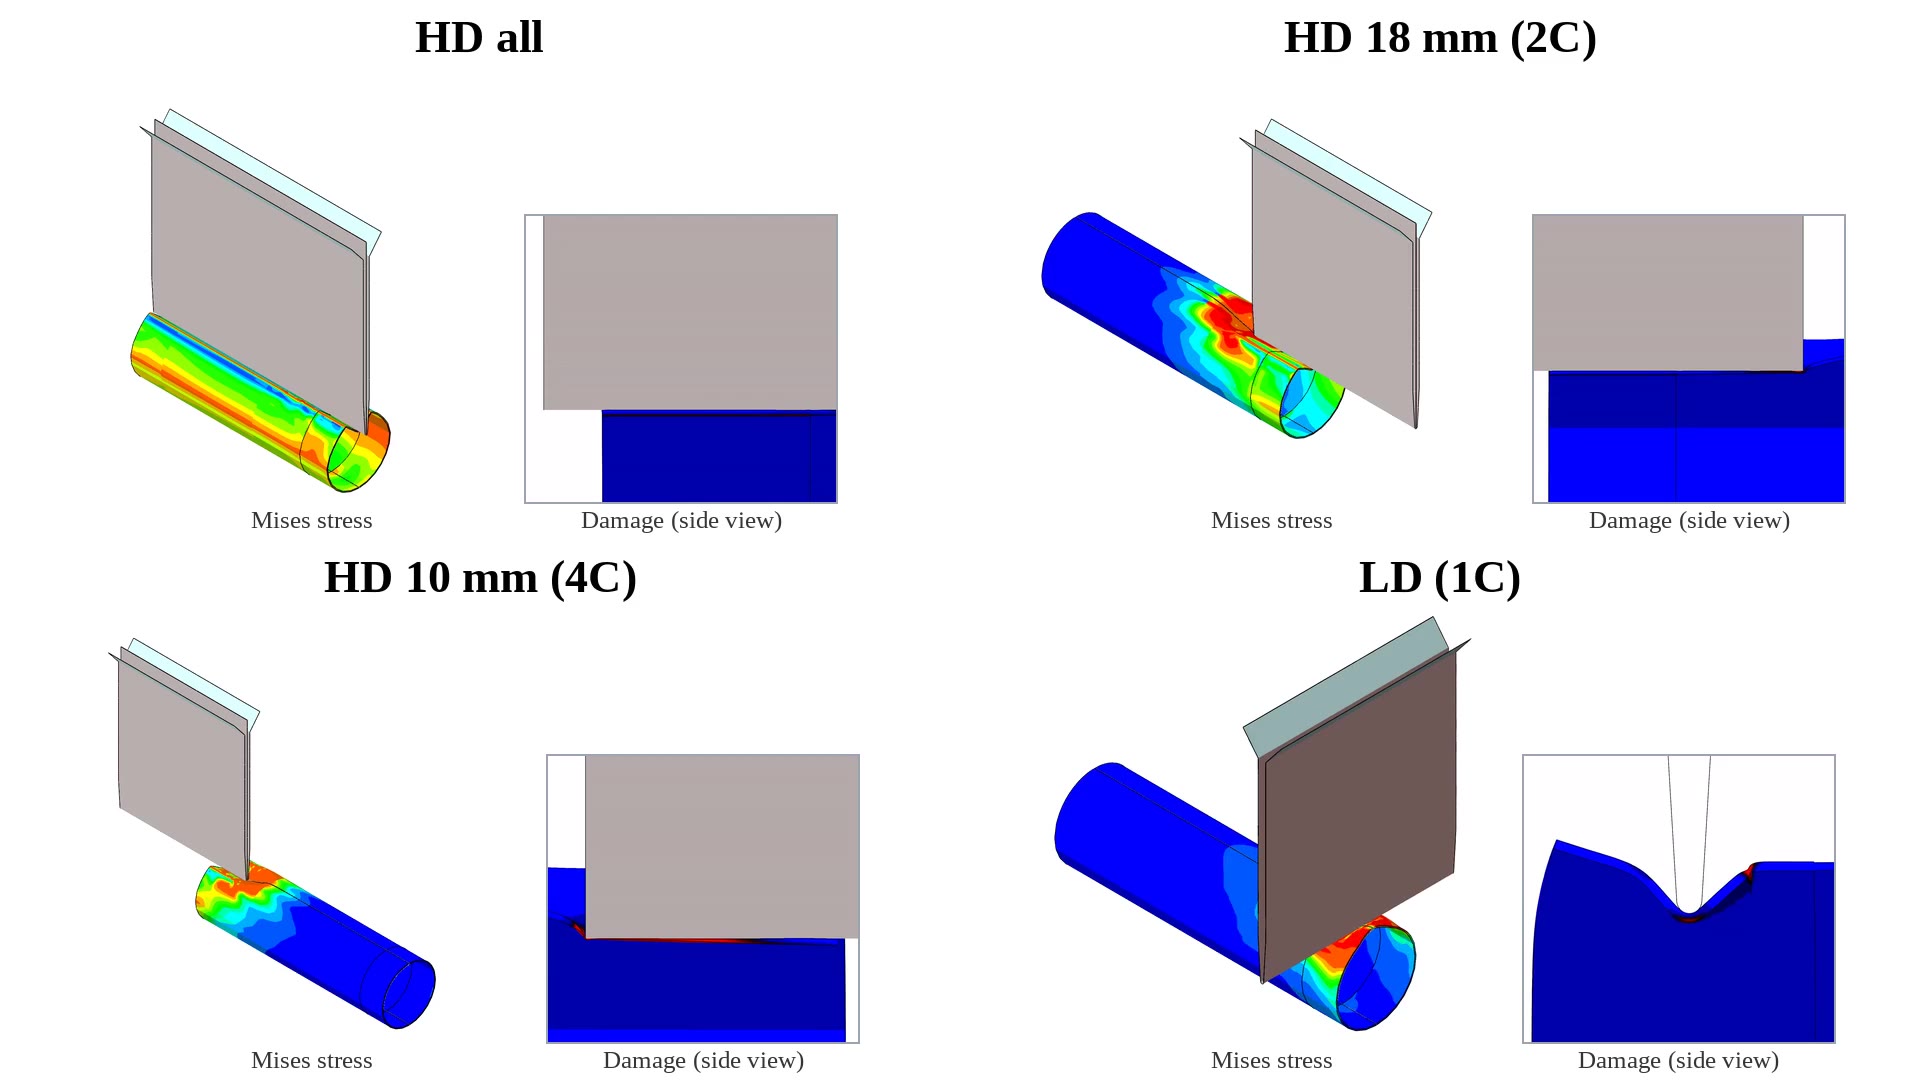 HD all
HD 18 mm (2C)
Mises stress
Damage (side view)
Mises stress
Damage (side view)
HD 10 mm (4C)
LD (1C)
Mises stress
Damage (side view)
Mises stress
Damage (side view)